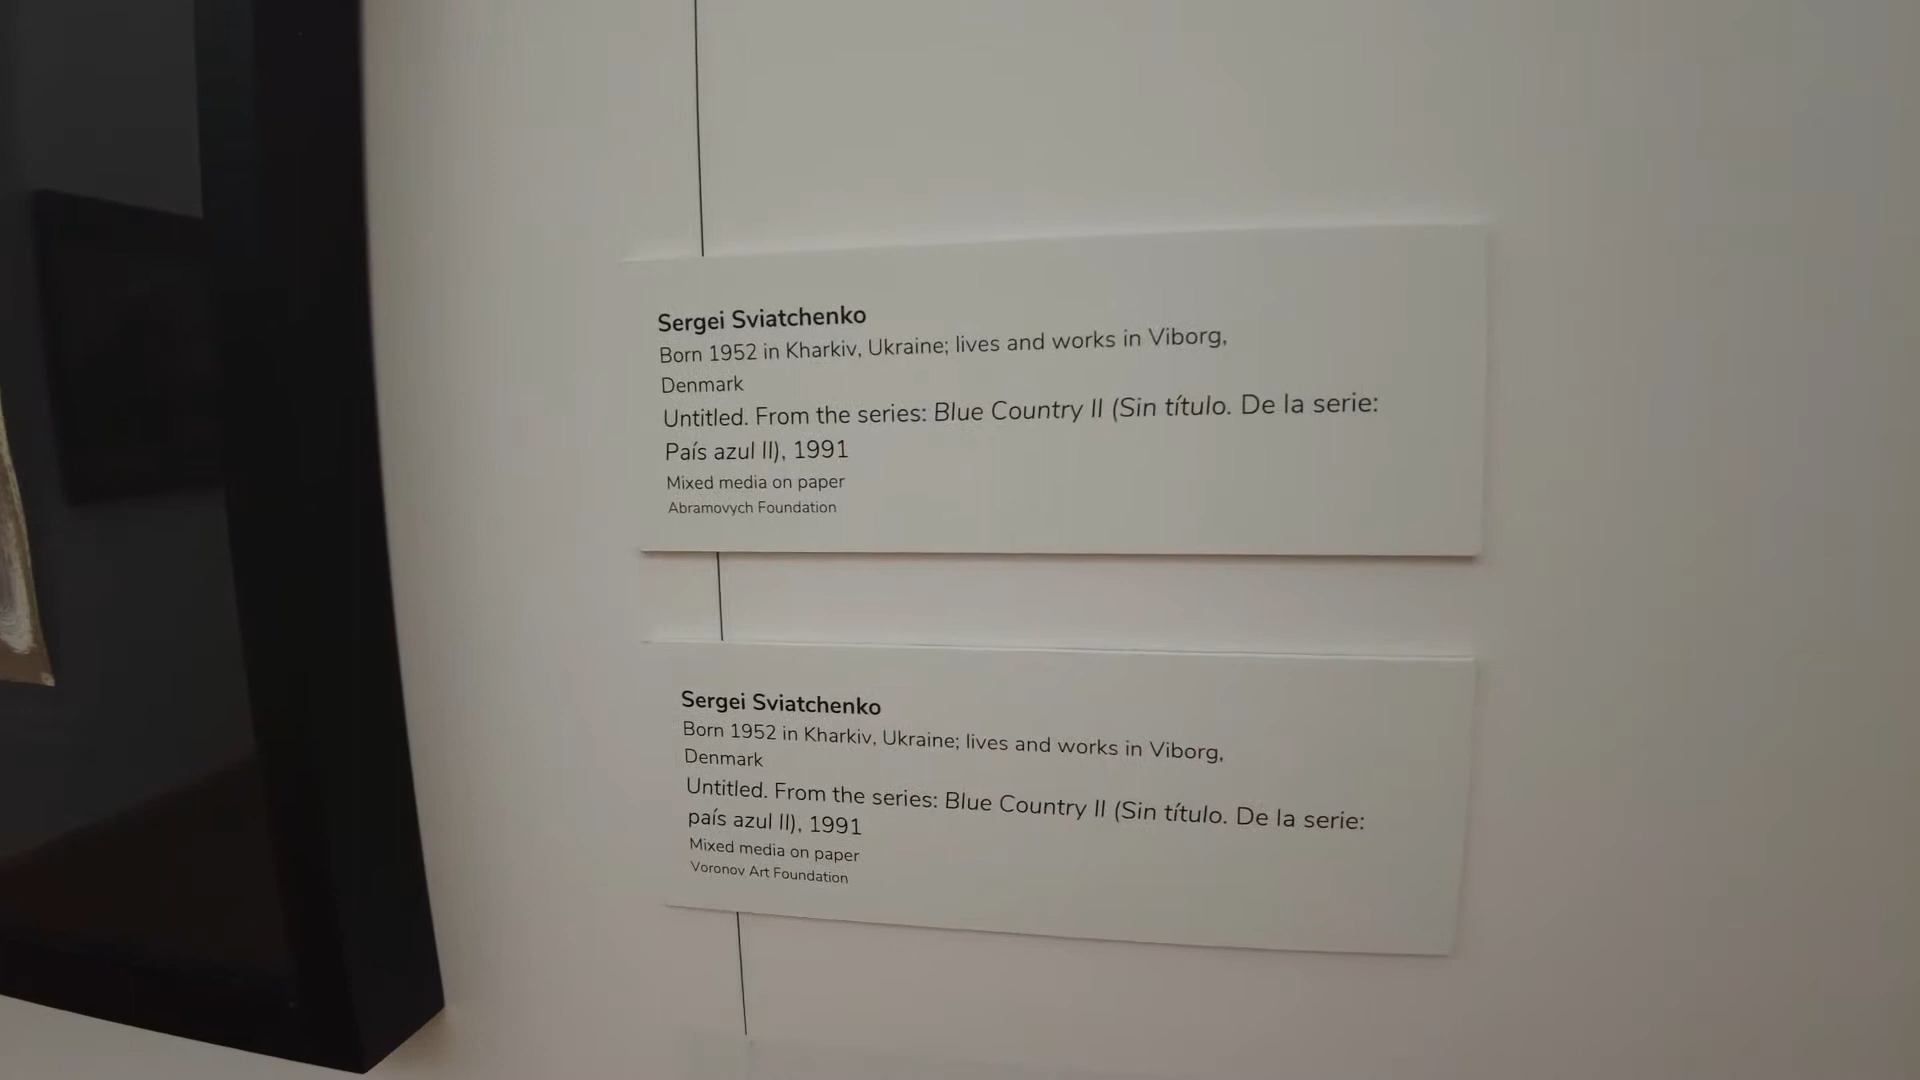 Sergei Sviatchenko
Born 1952 in Kharkiv, Ukraine; lives and works in Viborg,
Denmark
Untitled. From the series: Blue Country II (Sin título. De la serie:
País azul II), 1991
Mixed media on paper
Abramovych Foundation
Sergei Sviatchenko
Born 1952 in Kharkiv, Ukraine; lives and works in Viborg,
Denmark
Untitled. From the series: Blue Country II (Sin título. De la serie:
país azul II), 1991
Mixed media on paper
Voronov Art Foundation